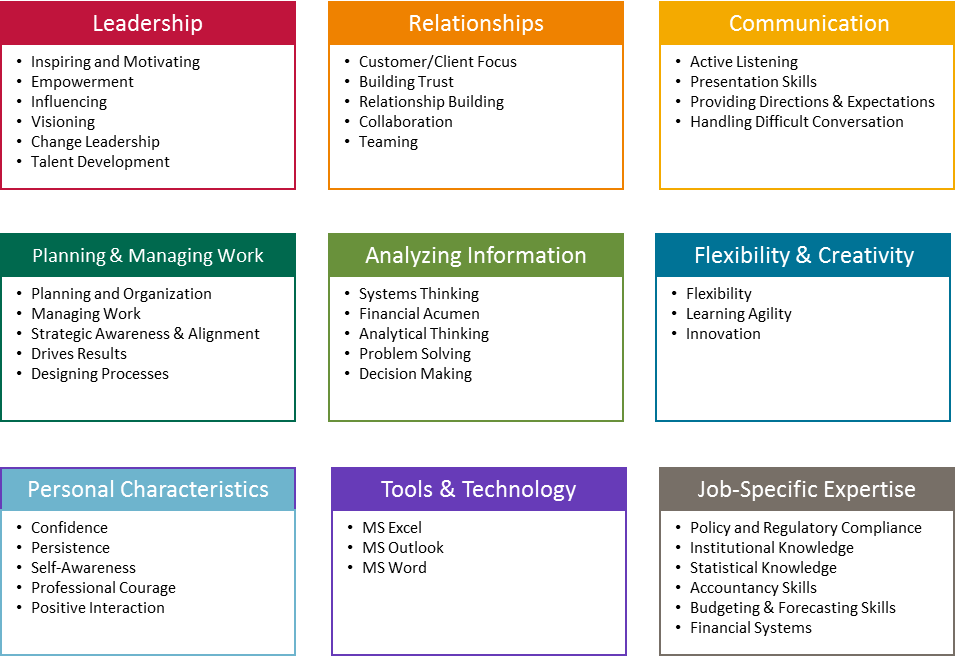 Leadership
• Inspiring and Motivating
• Empowerment
• Influencing
• Visioning
• Change Leadership
• Talent Development
Relationships
• Customer/Client Focus
• Building Trust
• Relationship Building
• Collaboration
• Teaming
Communication
• Active Listening
• Presentation Skills
• Providing Directions & Expectations
• Handling Difficult Conversation
Planning & Managing Work
• Planning and Organization
• Managing Work
• Strategic Awareness & Alignment
• Drives Results
• Designing Processes
Analyzing Information
• Systems Thinking
• Financial Acumen
• Analytical Thinking
• Problem Solving
• Decision Making
Flexibility & Creativity
• Flexibility
• Learning Agility
• Innovation
Personal Characteristics
• Confidence
• Persistence
• Self-Awareness
• Professional Courage
• Positive Interaction
Tools & Technology
• MS Excel
• MS Outlook
• MS Word
Job-Specific Expertise
• Policy and Regulatory Compliance
• Institutional Knowledge
• Statistical Knowledge
• Accountancy Skills
• Budgeting & Forecasting Skills
• Financial Systems